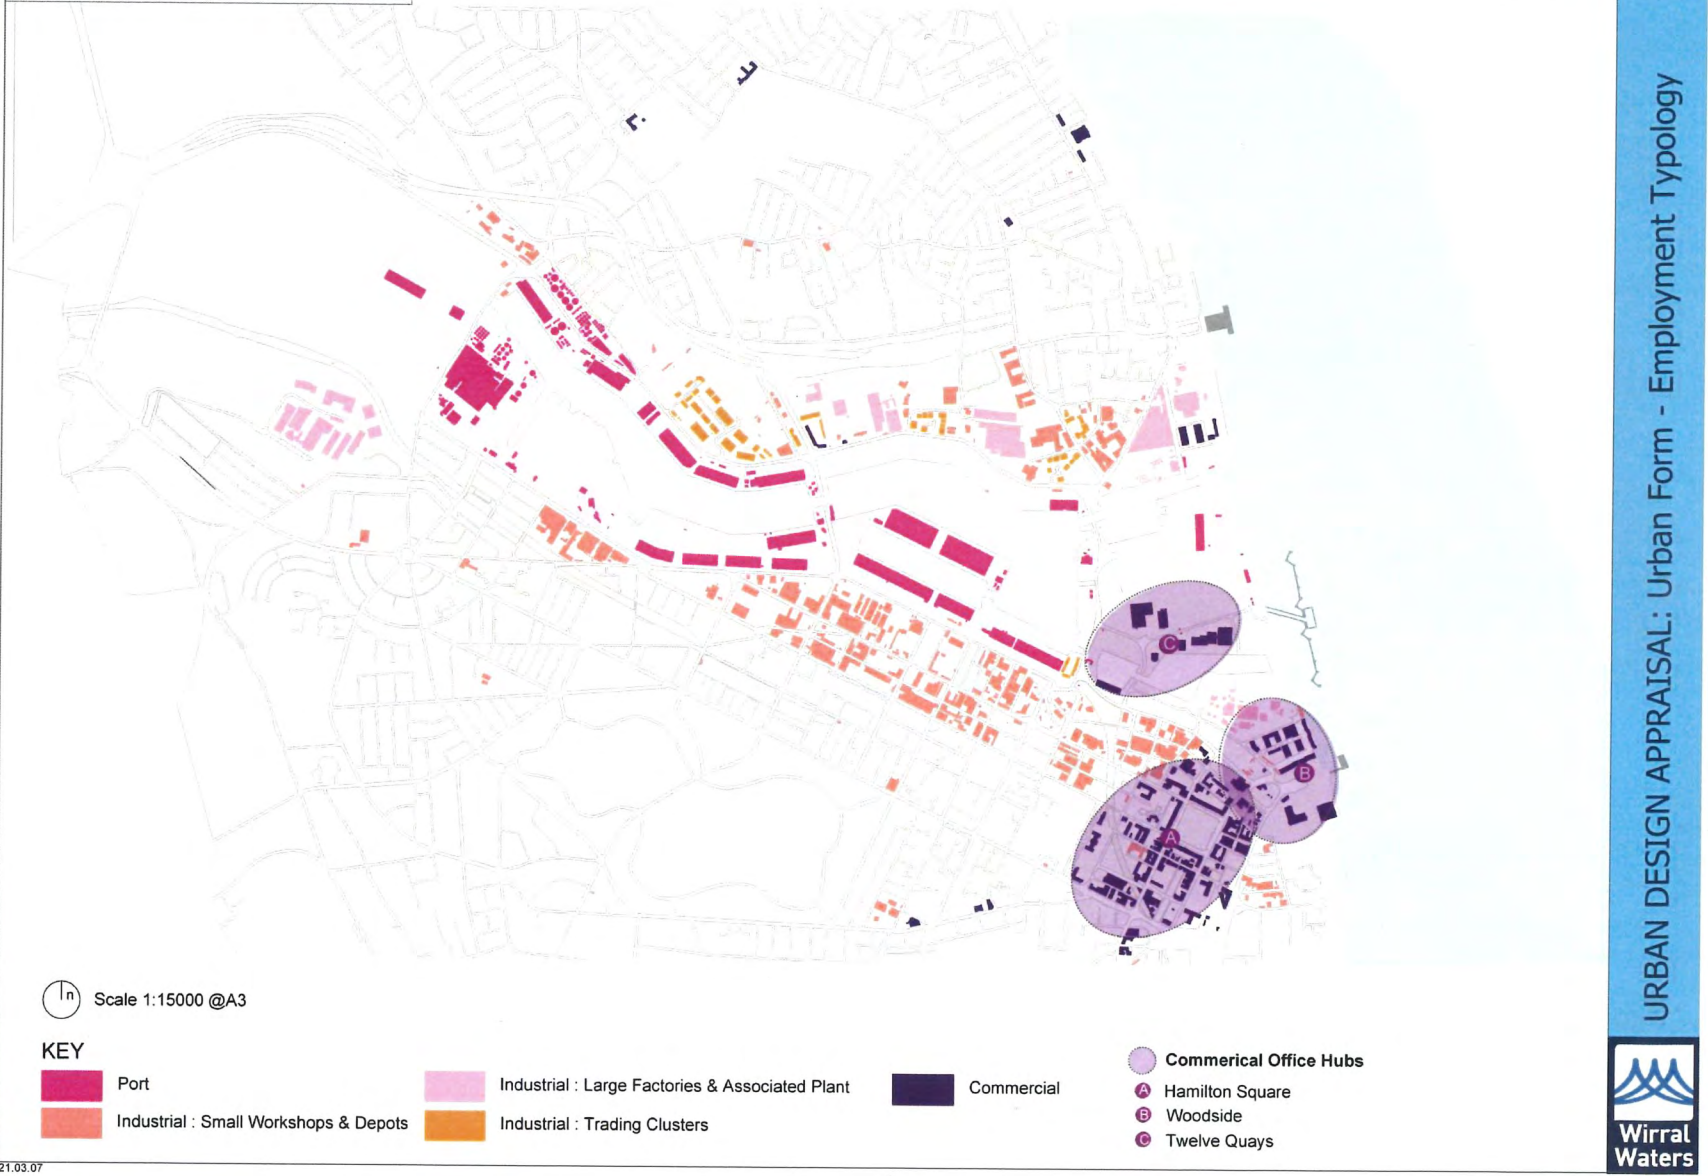 URBAN DESIGN APPRAISAL: Urban Form - Employment Typology
C
B
A
n
Scale 1:15000 @A3
KEY
Port
Industrial : Small Workshops & Depots
Industrial : Large Factories & Associated Plant
Industrial : Trading Clusters
Commercial
Commerical Office Hubs
A Hamilton Square
B Woodside
C Twelve Quays
Wirral
Waters
21.03.07